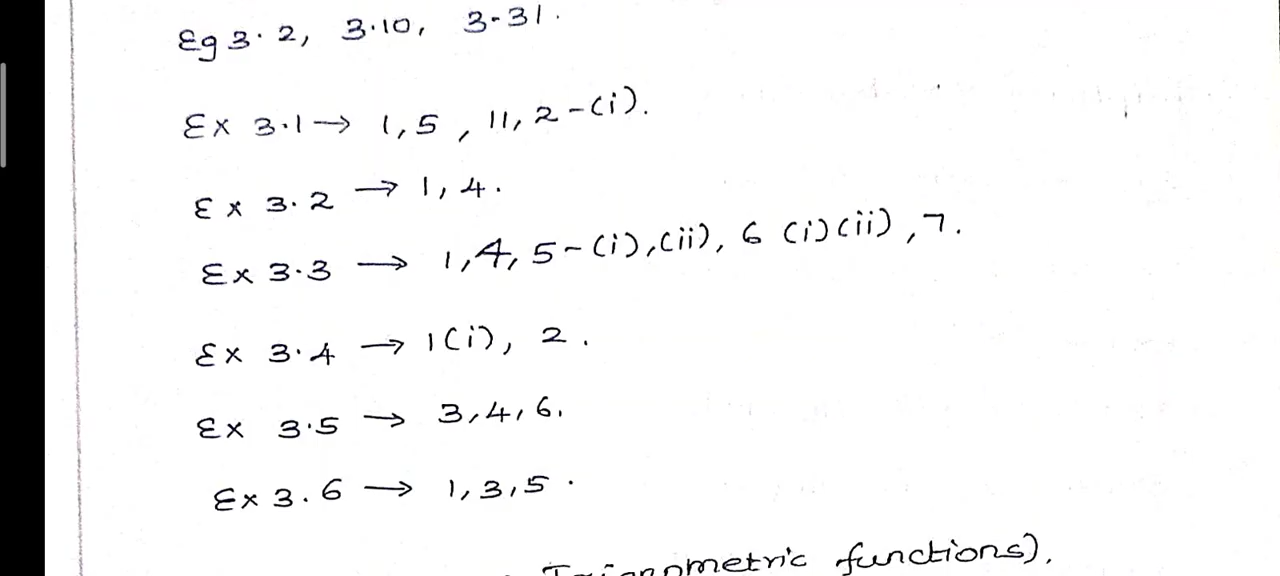 Eg 3.2, 3.10, 3.31.
Ex 3.1 → 1, 5, 11, 2-(i).
Ex 3.2 → 1, 4.
Ex 3.3 → 1, 4, 5-(i), (ii), 6 (i) (ii), 7.
Ex 3.4 → 1(i), 2.
Ex 3.5 → 3, 4, 6.
Ex 3.6 → 1, 3, 5.
Trigonometric functions).